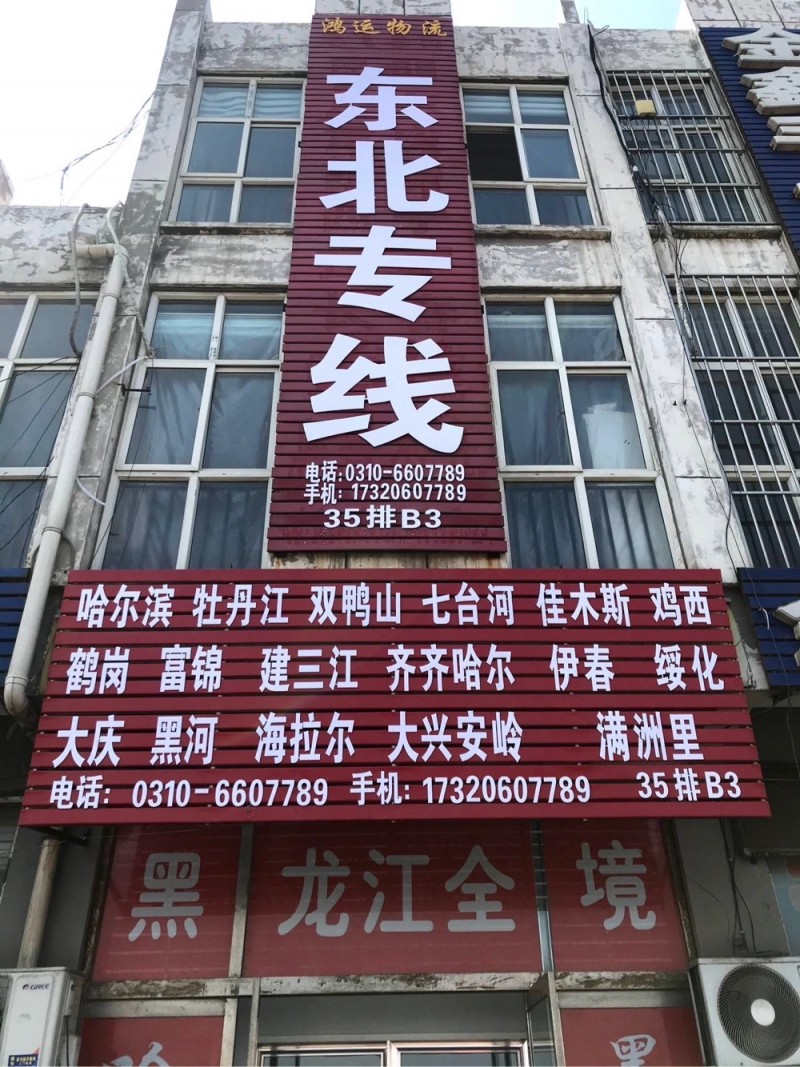 鸿运物流
东北专线
电话:0310-6607789
手机:17320607789
35排B3
哈尔滨 牡丹江 双鸭山 七台河 佳木斯 鸡西
鹤岗 富锦 建三江 齐齐哈尔 伊春 绥化
大庆 黑河 海拉尔 大兴安岭 满洲里
电话:0310-6607789 手机:17320607789 35排B3
黑龙江全境
GREE